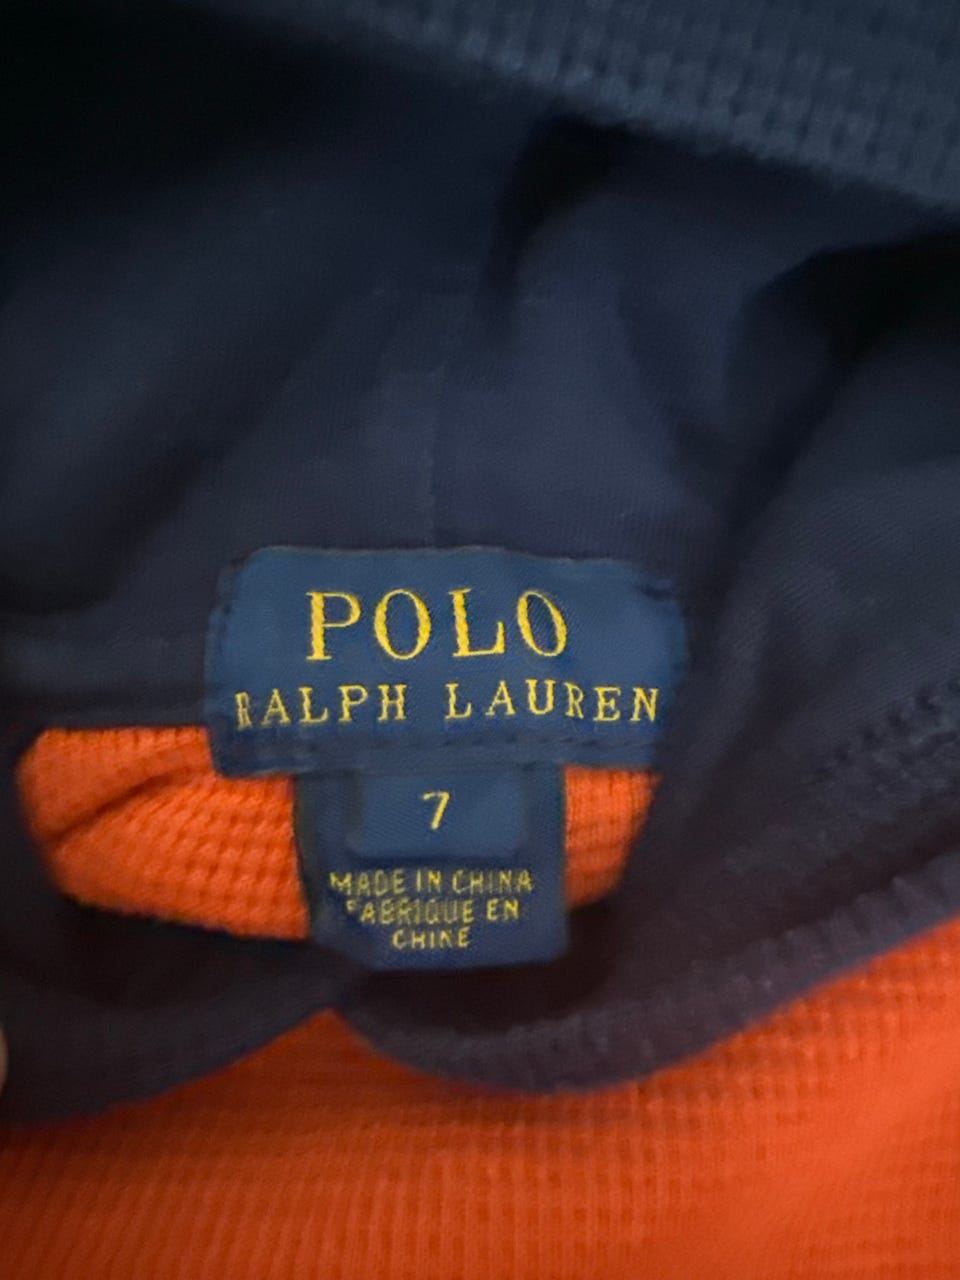 POLO
RALPH LAUREN
7
MADE IN CHINA
FABRIQUE EN
CHINE